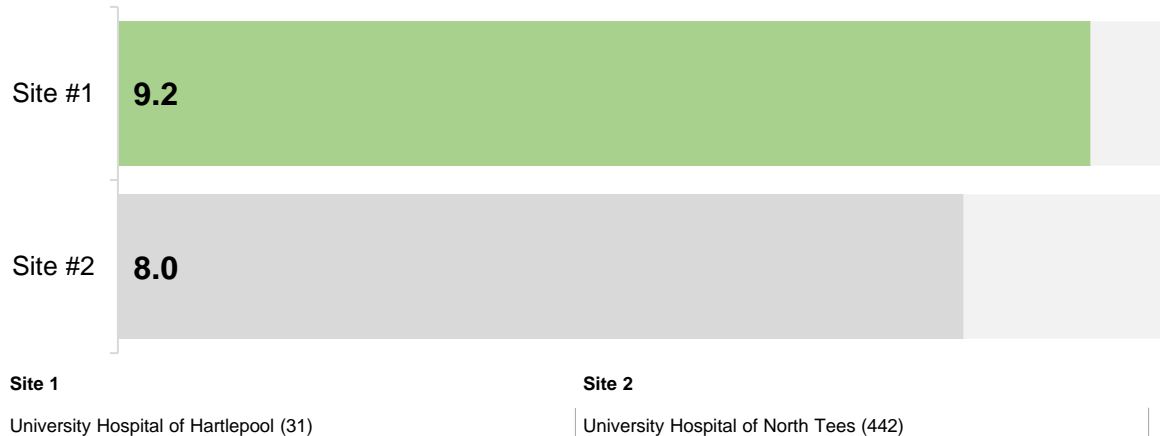 Site #1 9.2
Site #2 8.0
Site 1 Site 2
University Hospital of Hartlepool (31) University Hospital of North Tees (442)